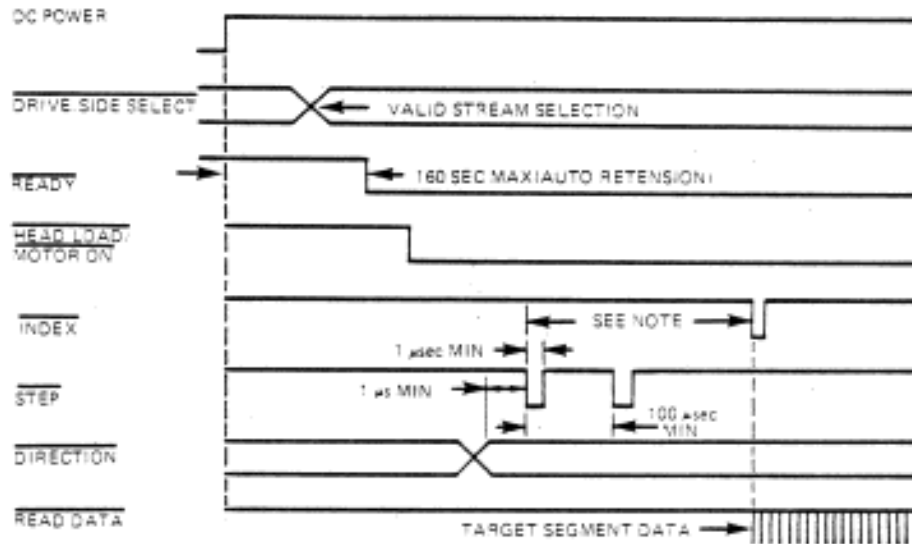 DC POWER
DRIVE/SIDE SELECT
VALID STREAM SELECTION
READY
160 SEC MAX(AUTO RETENSION)
HEAD LOAD/
MOTOR ON
INDEX
SEE NOTE
1 μsec MIN
STEP
1 μs MIN
100 μsec
MIN
DIRECTION
READ DATA
TARGET SEGMENT DATA